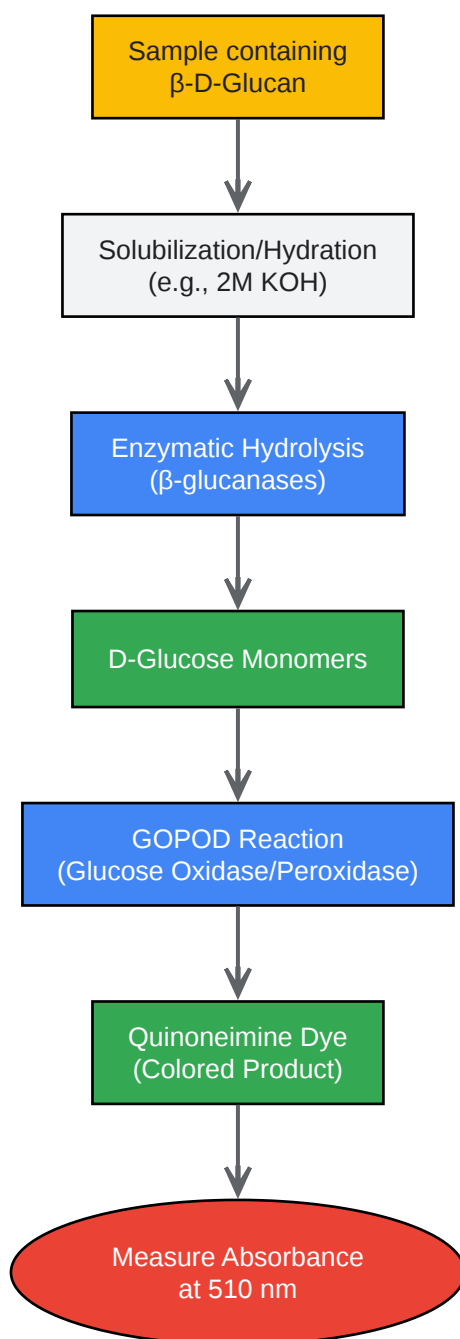 Sample containing
β-D-Glucan
Solubilization/Hydration
(e.g., 2M KOH)
Enzymatic Hydrolysis
(β-glucanases)
D-Glucose Monomers
GOPOD Reaction
(Glucose Oxidase/Peroxidase)
Quinoneimine Dye
(Colored Product)
Measure Absorbance
at 510 nm